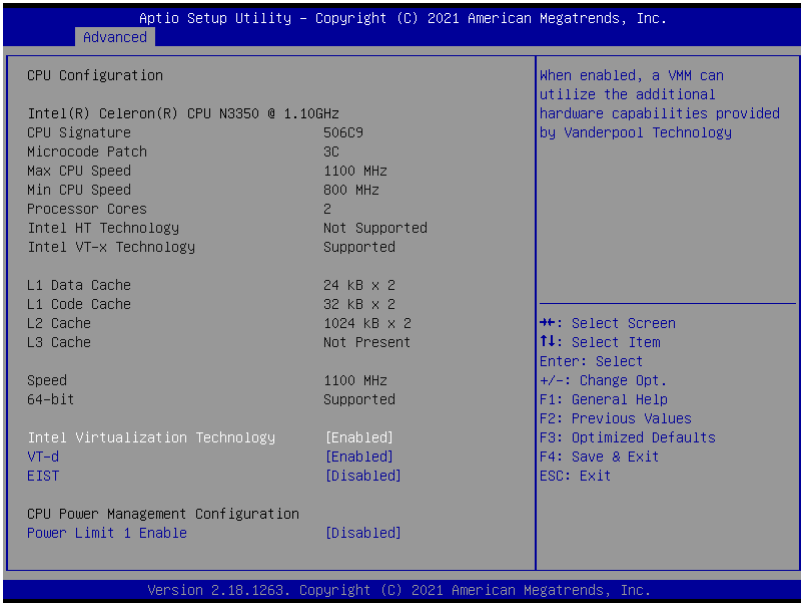 Aptio Setup Utility – Copyright (C) 2021 American Megatrends, Inc.
Advanced
CPU Configuration
Intel(R) Celeron(R) CPU N3350 @ 1.10GHz
CPU Signature 506C9
Microcode Patch 3C
Max CPU Speed 1100 MHz
Min CPU Speed 800 MHz
Processor Cores 2
Intel HT Technology Not Supported
Intel VT-x Technology Supported
L1 Data Cache 24 kB x 2
L1 Code Cache 32 kB x 2
L2 Cache 1024 kB x 2
L3 Cache Not Present
Speed 1100 MHz
64-bit Supported
Intel Virtualization Technology [Enabled]
VT-d [Enabled]
EIST [Disabled]
CPU Power Management Configuration
Power Limit 1 Enable [Disabled]
When enabled, a VMM can
utilize the additional
hardware capabilities provided
by Vanderpool Technology
→←: Select Screen
↑↓: Select Item
Enter: Select
+/-: Change Opt.
F1: General Help
F2: Previous Values
F3: Optimized Defaults
F4: Save & Exit
ESC: Exit
Version 2.18.1263. Copyright (C) 2021 American Megatrends, Inc.